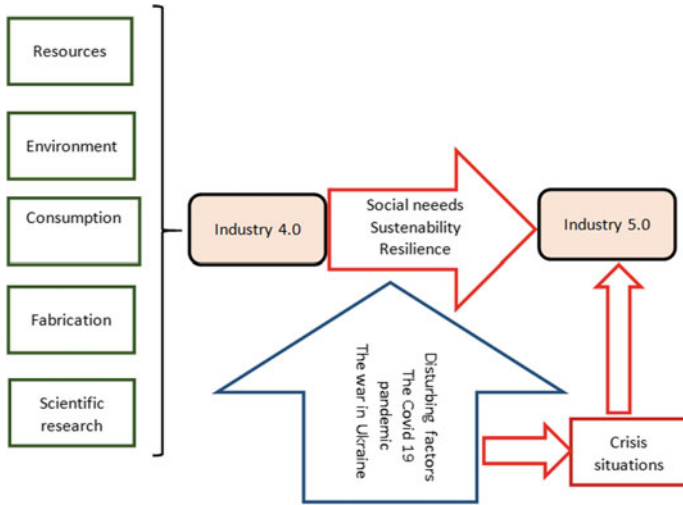 Resources
Environment
Consumption
Fabrication
Scientific
research
Industry 4.0
Social neeeds
Sustenability
Resilience
Industry 5.0
Disturbing factors
The Covid 19
pandemic
The war in Ukraine
Crisis
situations